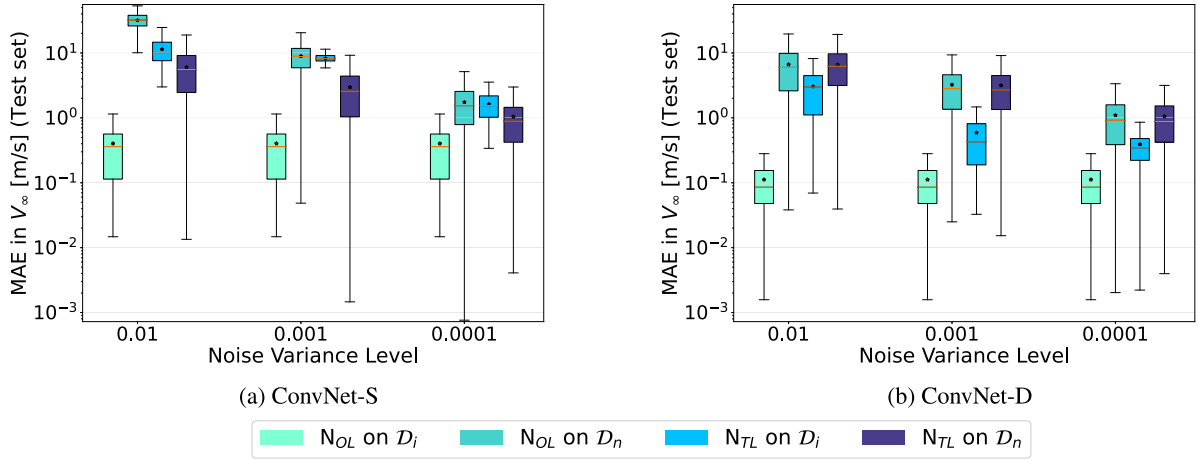 MAE in V∞ [m/s] (Test set)
10¹
10⁰
10⁻¹
10⁻²
10⁻³
0.01 0.001 0.0001
Noise Variance Level
(a) ConvNet-S
MAE in V∞ [m/s] (Test set)
10²
10¹
10⁰
10⁻¹
10⁻²
10⁻³
0.01 0.001 0.0001
Noise Variance Level
(b) ConvNet-D
N_OL on 𝒟_i N_OL on 𝒟_n N_TL on 𝒟_i N_TL on 𝒟_n